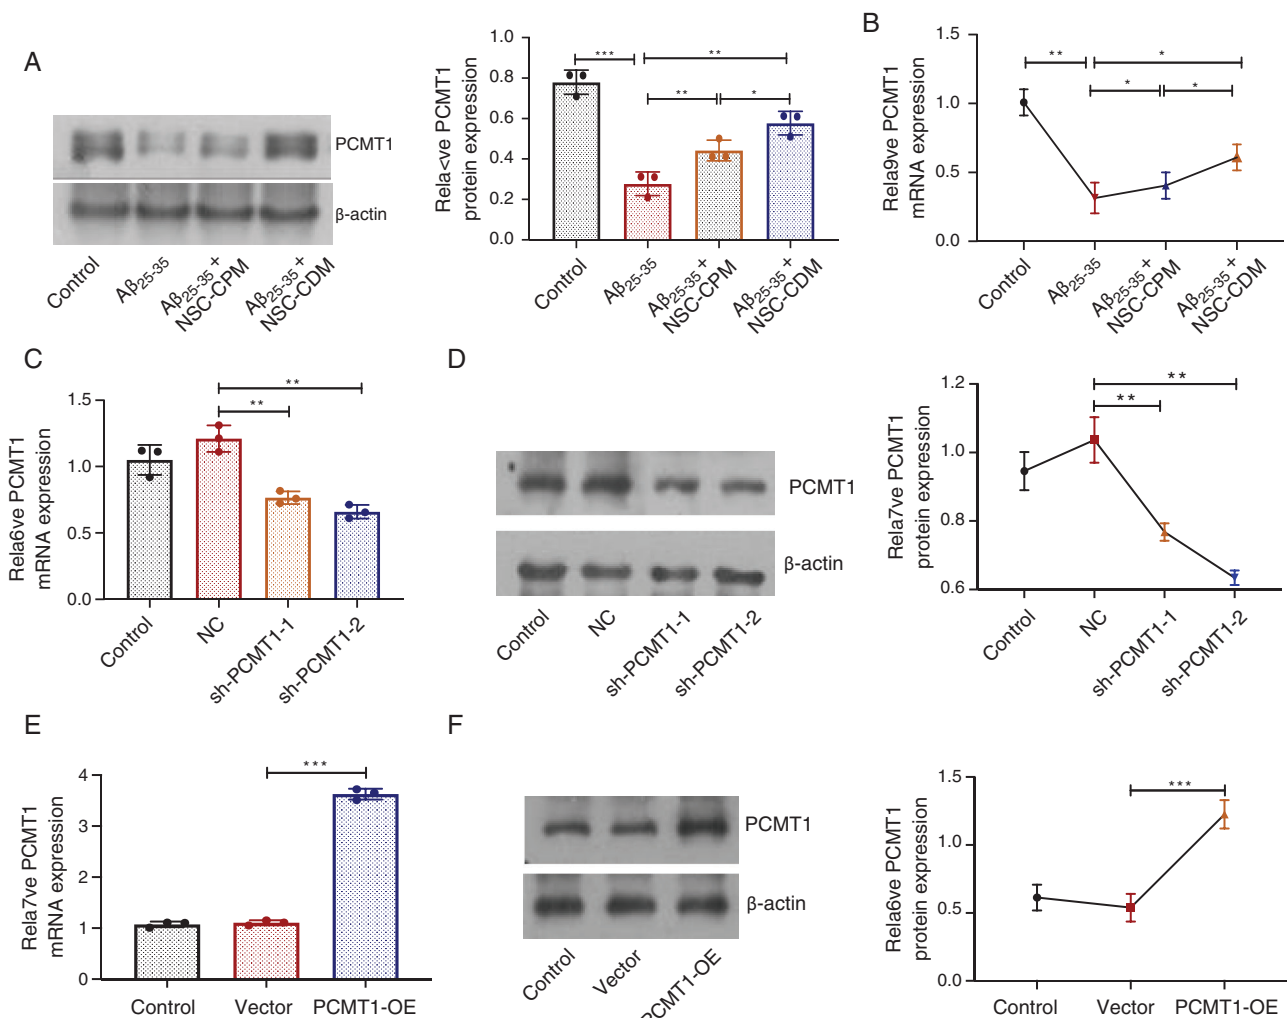 A
PCMT1
β-actin
Control
Aβ25-35
Aβ25-35 +
NSC-CPM
Aβ25-35 +
NSC-CDM
Rela<ve PCMT1
protein expression
1.0
0.8
0.6
0.4
0.2
0.0
***
**
**
*
Control
Aβ25-35
Aβ25-35 +
NSC-CPM
Aβ25-35 +
NSC-CDM
B
Rela9ve PCMT1
mRNA expression
1.5
1.0
0.5
0.0
**
*
*
*
Control
Aβ25-35
Aβ25-35 +
NSC-CPM
Aβ25-35 +
NSC-CDM
C
Rela6ve PCMT1
mRNA expression
1.5
1.0
0.5
0.0
**
**
Control
NC
sh-PCMT1-1
sh-PCMT1-2
D
PCMT1
β-actin
Control
NC
sh-PCMT1-1
sh-PCMT1-2
Rela7ve PCMT1
protein expression
1.2
1.0
0.8
0.6
**
**
Control
NC
sh-PCMT1-1
sh-PCMT1-2
E
Rela7ve PCMT1
mRNA expression
4
3
2
1
0
***
Control
Vector
PCMT1-OE
F
PCMT1
β-actin
Control
Vector
PCMT1-OE
Rela6ve PCMT1
protein expression
1.5
1.0
0.5
0.0
***
Control
Vector
PCMT1-OE